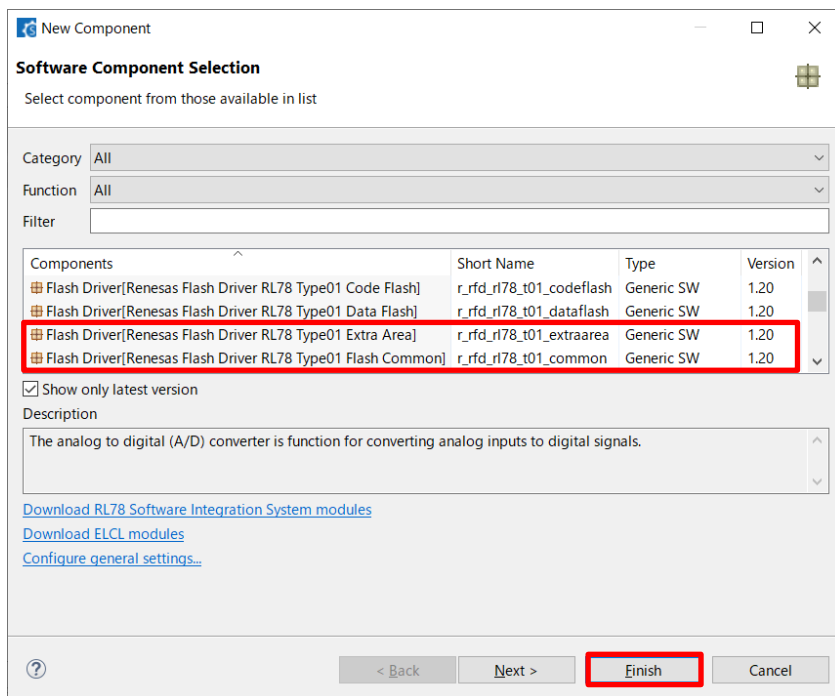 New Component
Software Component Selection
Select component from those available in list
Category All
Function All
Filter
Components Short Name Type Version
Flash Driver[Renesas Flash Driver RL78 Type01 Code Flash] r_rfd_rl78_t01_codeflash Generic SW 1.20
Flash Driver[Renesas Flash Driver RL78 Type01 Data Flash] r_rfd_rl78_t01_dataflash Generic SW 1.20
Flash Driver[Renesas Flash Driver RL78 Type01 Extra Area] r_rfd_rl78_t01_extraarea Generic SW 1.20
Flash Driver[Renesas Flash Driver RL78 Type01 Flash Common] r_rfd_rl78_t01_common Generic SW 1.20
Show only latest version
Description
The analog to digital (A/D) converter is function for converting analog inputs to digital signals.
Download RL78 Software Integration System modules
Download ELCL modules
Configure general settings...
? < Back Next > Finish Cancel